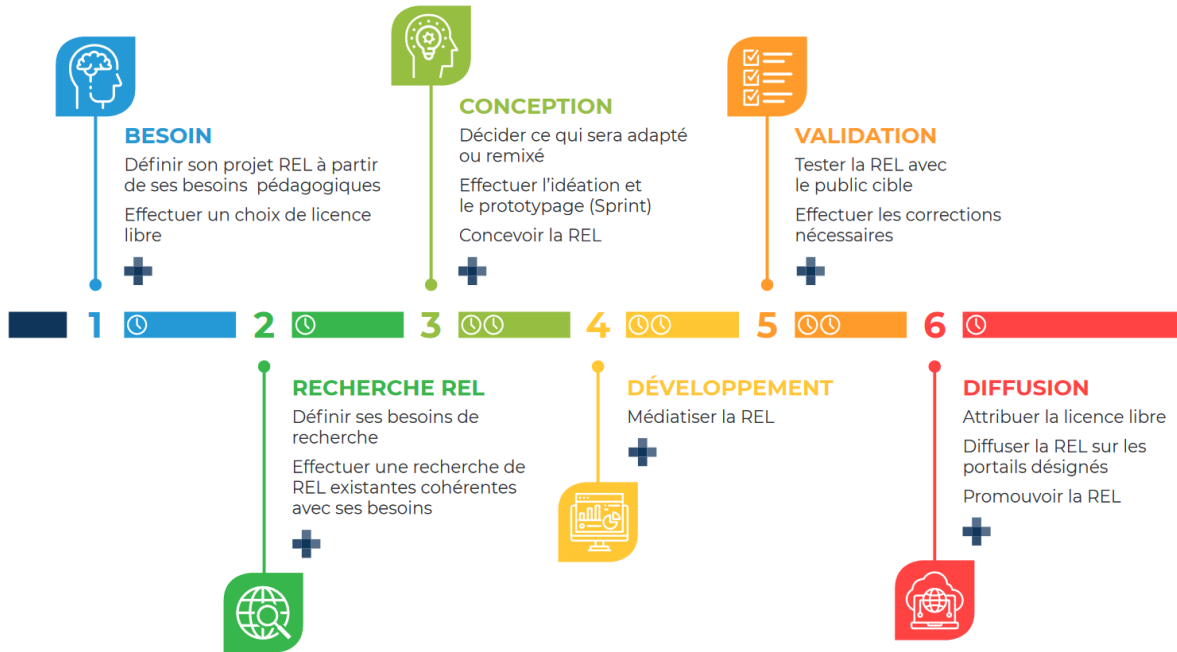 1
BESOIN
Définir son projet REL à partir
de ses besoins pédagogiques
Effectuer un choix de licence
libre
2
RECHERCHE REL
Définir ses besoins de
recherche
Effectuer une recherche de
REL existantes cohérentes
avec ses besoins
3
CONCEPTION
Décider ce qui sera adapté
ou remixé
Effectuer l’idéation et
le prototypage (Sprint)
Concevoir la REL
4
DÉVELOPPEMENT
Médiatiser la REL
5
VALIDATION
Tester la REL avec
le public cible
Effectuer les corrections
nécessaires
6
DIFFUSION
Attribuer la licence libre
Diffuser la REL sur les
portails désignés
Promouvoir la REL